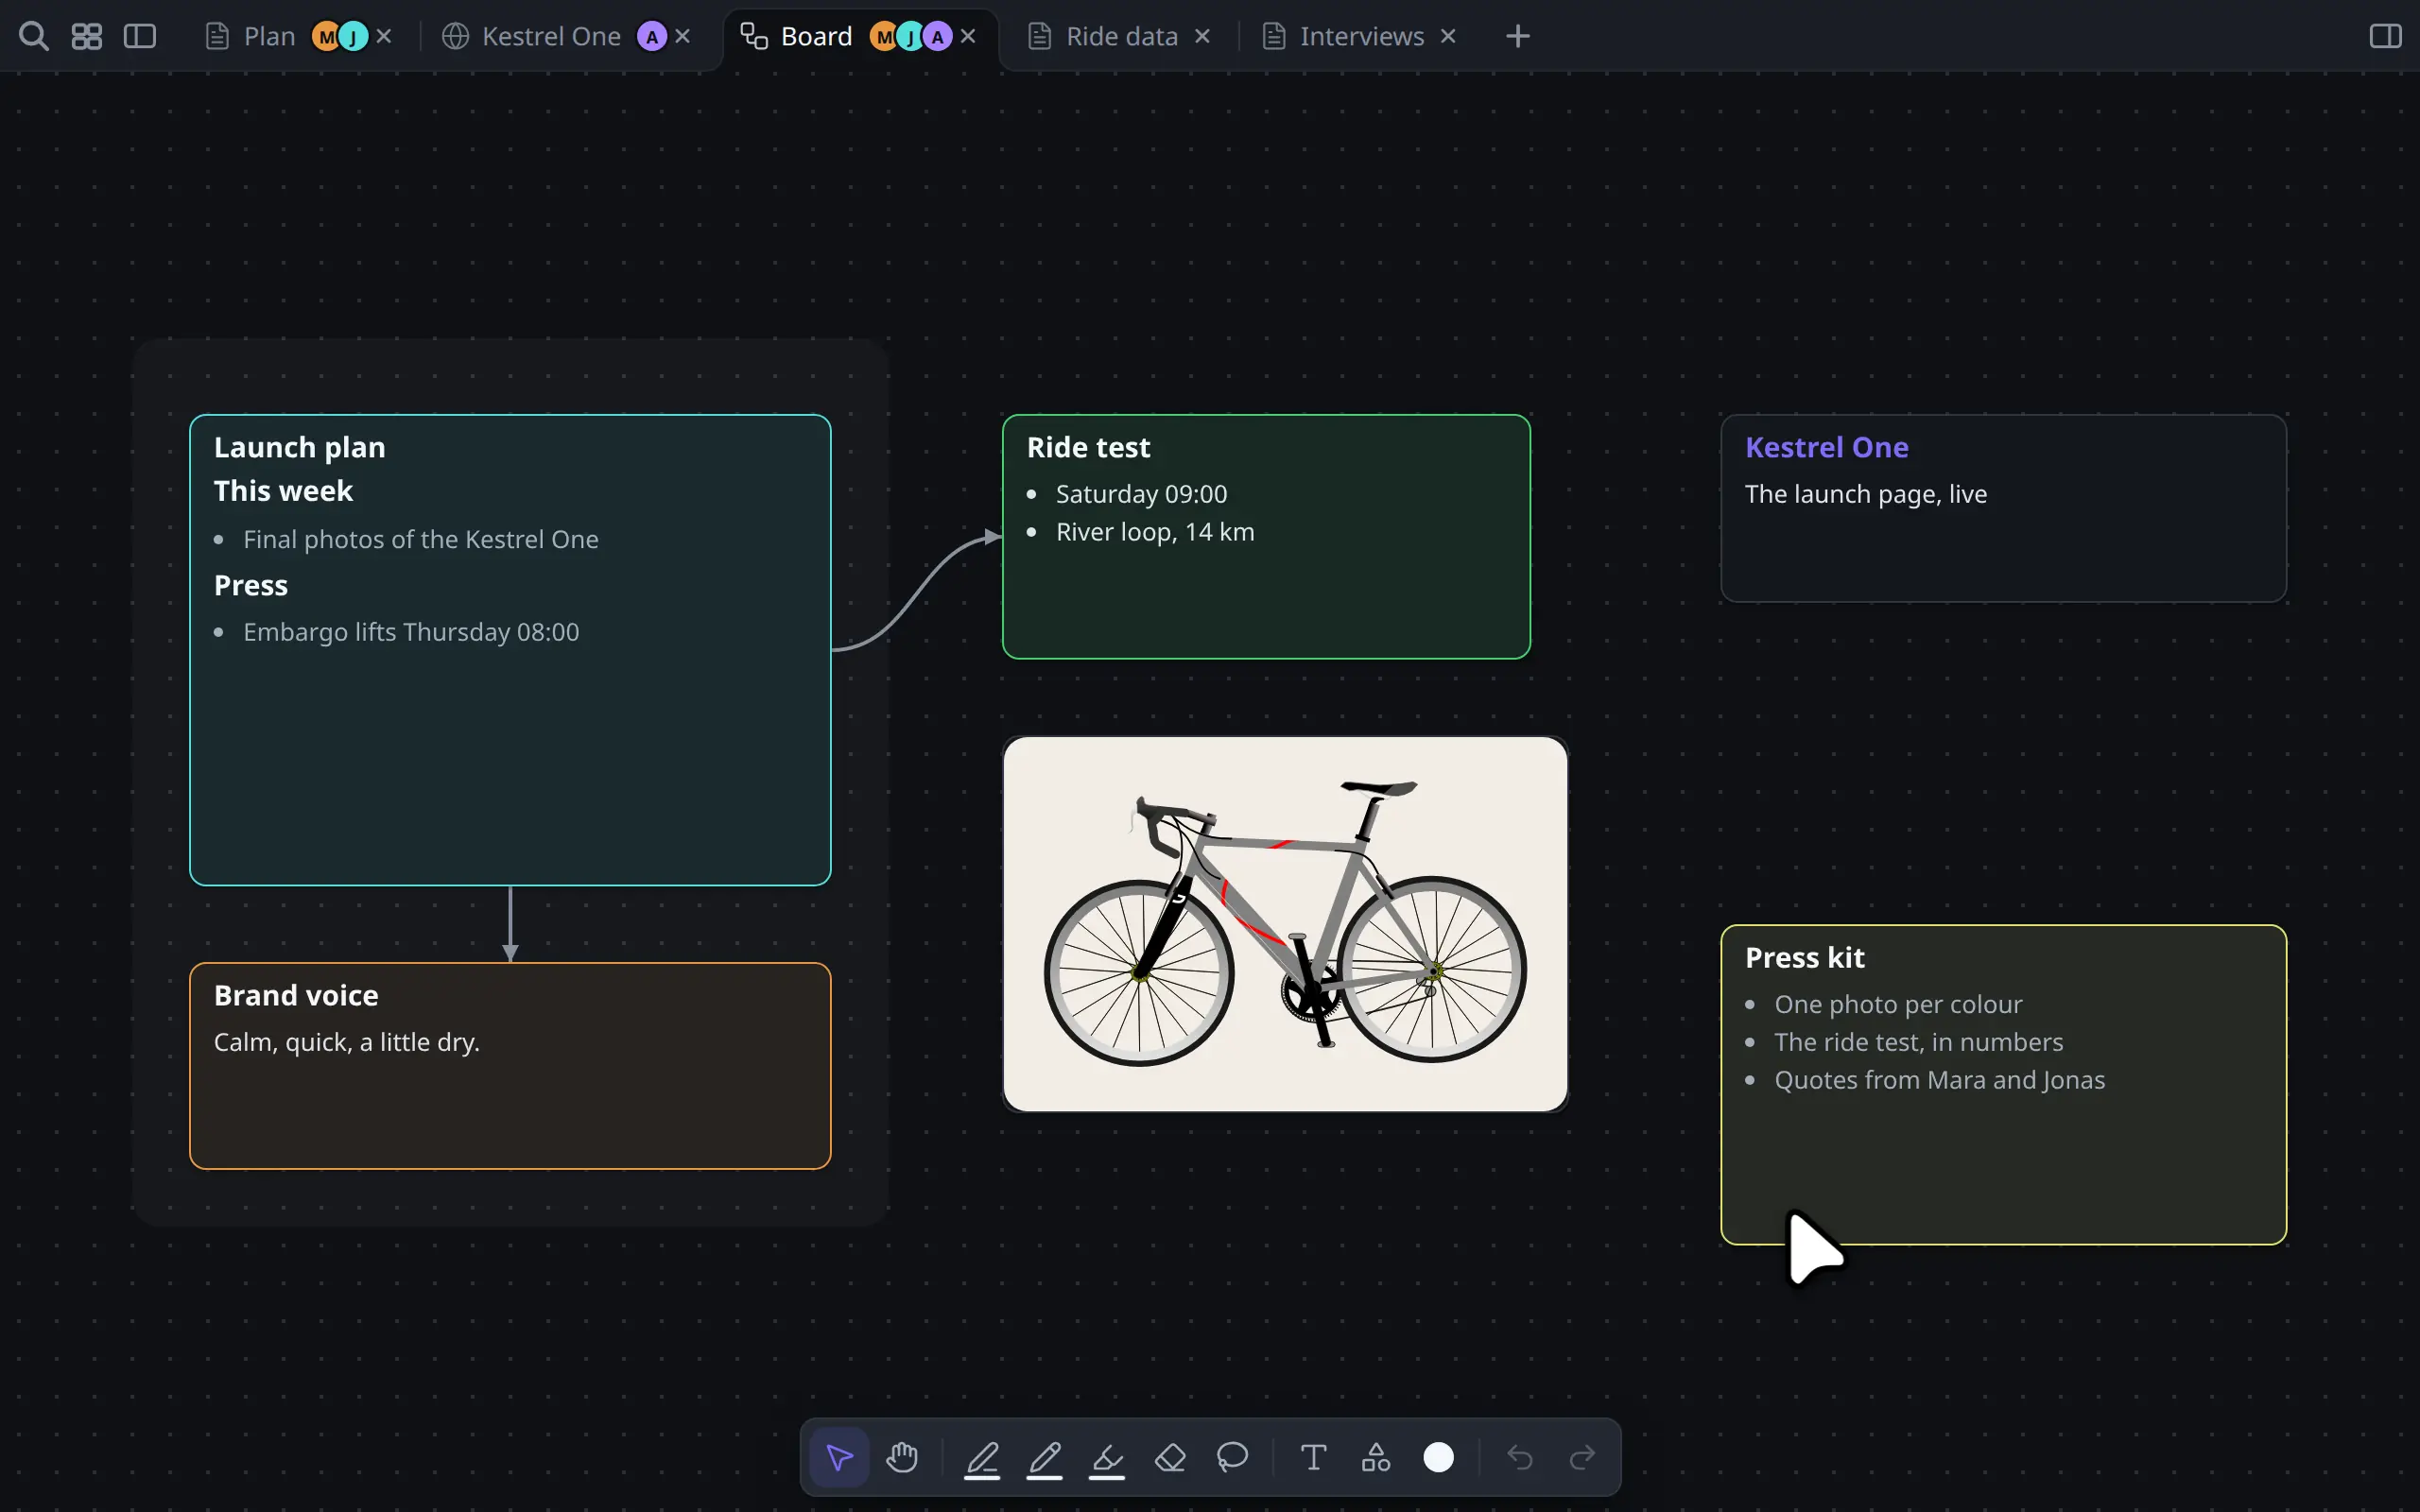 Plan M J
Kestrel One A
Board M J A
Ride data
Interviews
Launch plan
This week
Final photos of the Kestrel One
Press
Embargo lifts Thursday 08:00
Brand voice
Calm, quick, a little dry.
Ride test
Saturday 09:00
River loop, 14 km
Kestrel One
The launch page, live
Press kit
One photo per colour
The ride test, in numbers
Quotes from Mara and Jonas